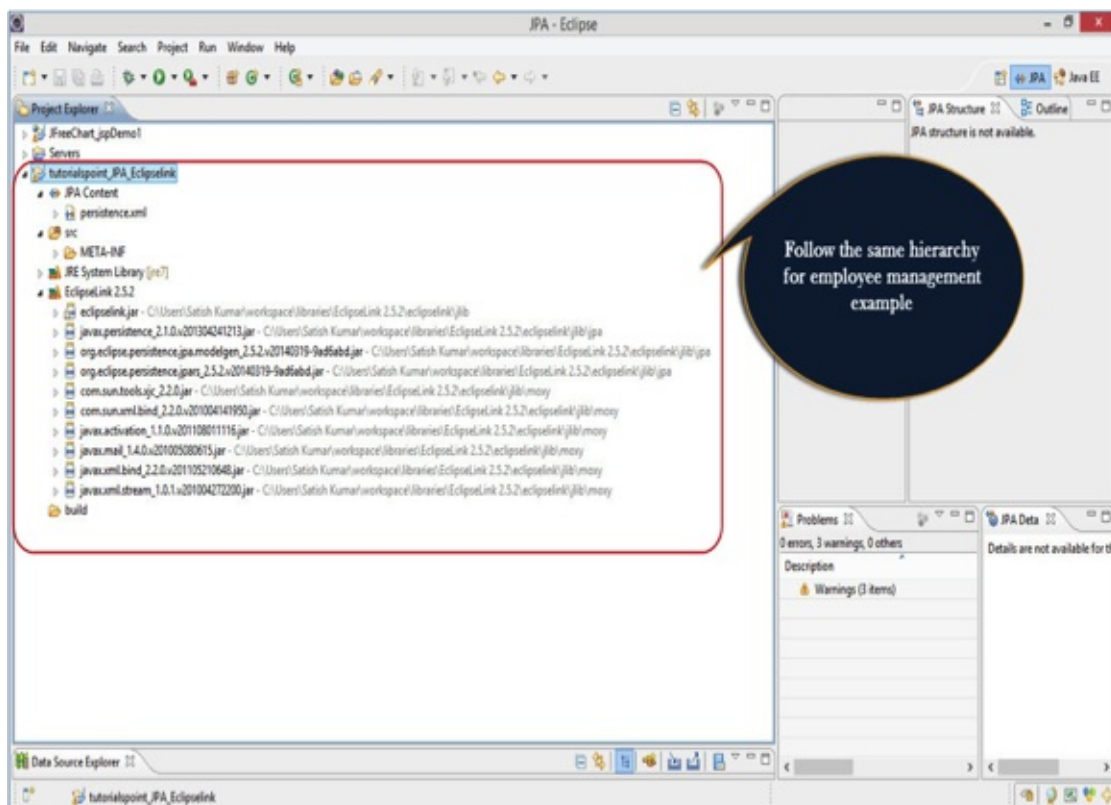 JPA - Eclipse
File Edit Navigate Search Project Run Window Help
JPA Java EE
Project Explorer
JFreeChart_jspDemo1
Servers
tutorialspoint_JPA_Eclipselink
JPA Content
persistence.xml
src
META-INF
JRE System Library [jre7]
EclipseLink 2.5.2
eclipselink.jar - C:\Users\Satish Kumar\workspace\libraries\EclipseLink 2.5.2\eclipselink\jlib
javax.persistence_2.1.0.v201304241213.jar - C:\Users\Satish Kumar\workspace\libraries\EclipseLink 2.5.2\eclipselink\jlib\jpa
org.eclipse.persistence.jpa.modelgen_2.5.2.v20140319-9ad6abd.jar - C:\Users\Satish Kumar\workspace\libraries\EclipseLink 2.5.2\eclipselink\jlib\jpa
org.eclipse.persistence.jpars_2.5.2.v20140319-9ad6abd.jar - C:\Users\Satish Kumar\workspace\libraries\EclipseLink 2.5.2\eclipselink\jlib\jpa
com.sun.tools.xjc_2.2.0.jar - C:\Users\Satish Kumar\workspace\libraries\EclipseLink 2.5.2\eclipselink\jlib\moxy
com.sun.xml.bind_2.2.0.v201004141950.jar - C:\Users\Satish Kumar\workspace\libraries\EclipseLink 2.5.2\eclipselink\jlib\moxy
javax.activation_1.1.0.v201108011116.jar - C:\Users\Satish Kumar\workspace\libraries\EclipseLink 2.5.2\eclipselink\jlib\moxy
javax.mail_1.4.0.v201005080615.jar - C:\Users\Satish Kumar\workspace\libraries\EclipseLink 2.5.2\eclipselink\jlib\moxy
javax.xml.bind_2.2.0.v201105210648.jar - C:\Users\Satish Kumar\workspace\libraries\EclipseLink 2.5.2\eclipselink\jlib\moxy
javax.xml.stream_1.0.1.v201004272200.jar - C:\Users\Satish Kumar\workspace\libraries\EclipseLink 2.5.2\eclipselink\jlib\moxy
build
Follow the same hierarchy
for employee management
example
JPA Structure Outline
JPA structure is not available.
Problems
0 errors, 3 warnings, 0 others
Description
Warnings (3 items)
JPA Deta
Details are not available for th
Data Source Explorer
tutorialspoint_JPA_Eclipselink